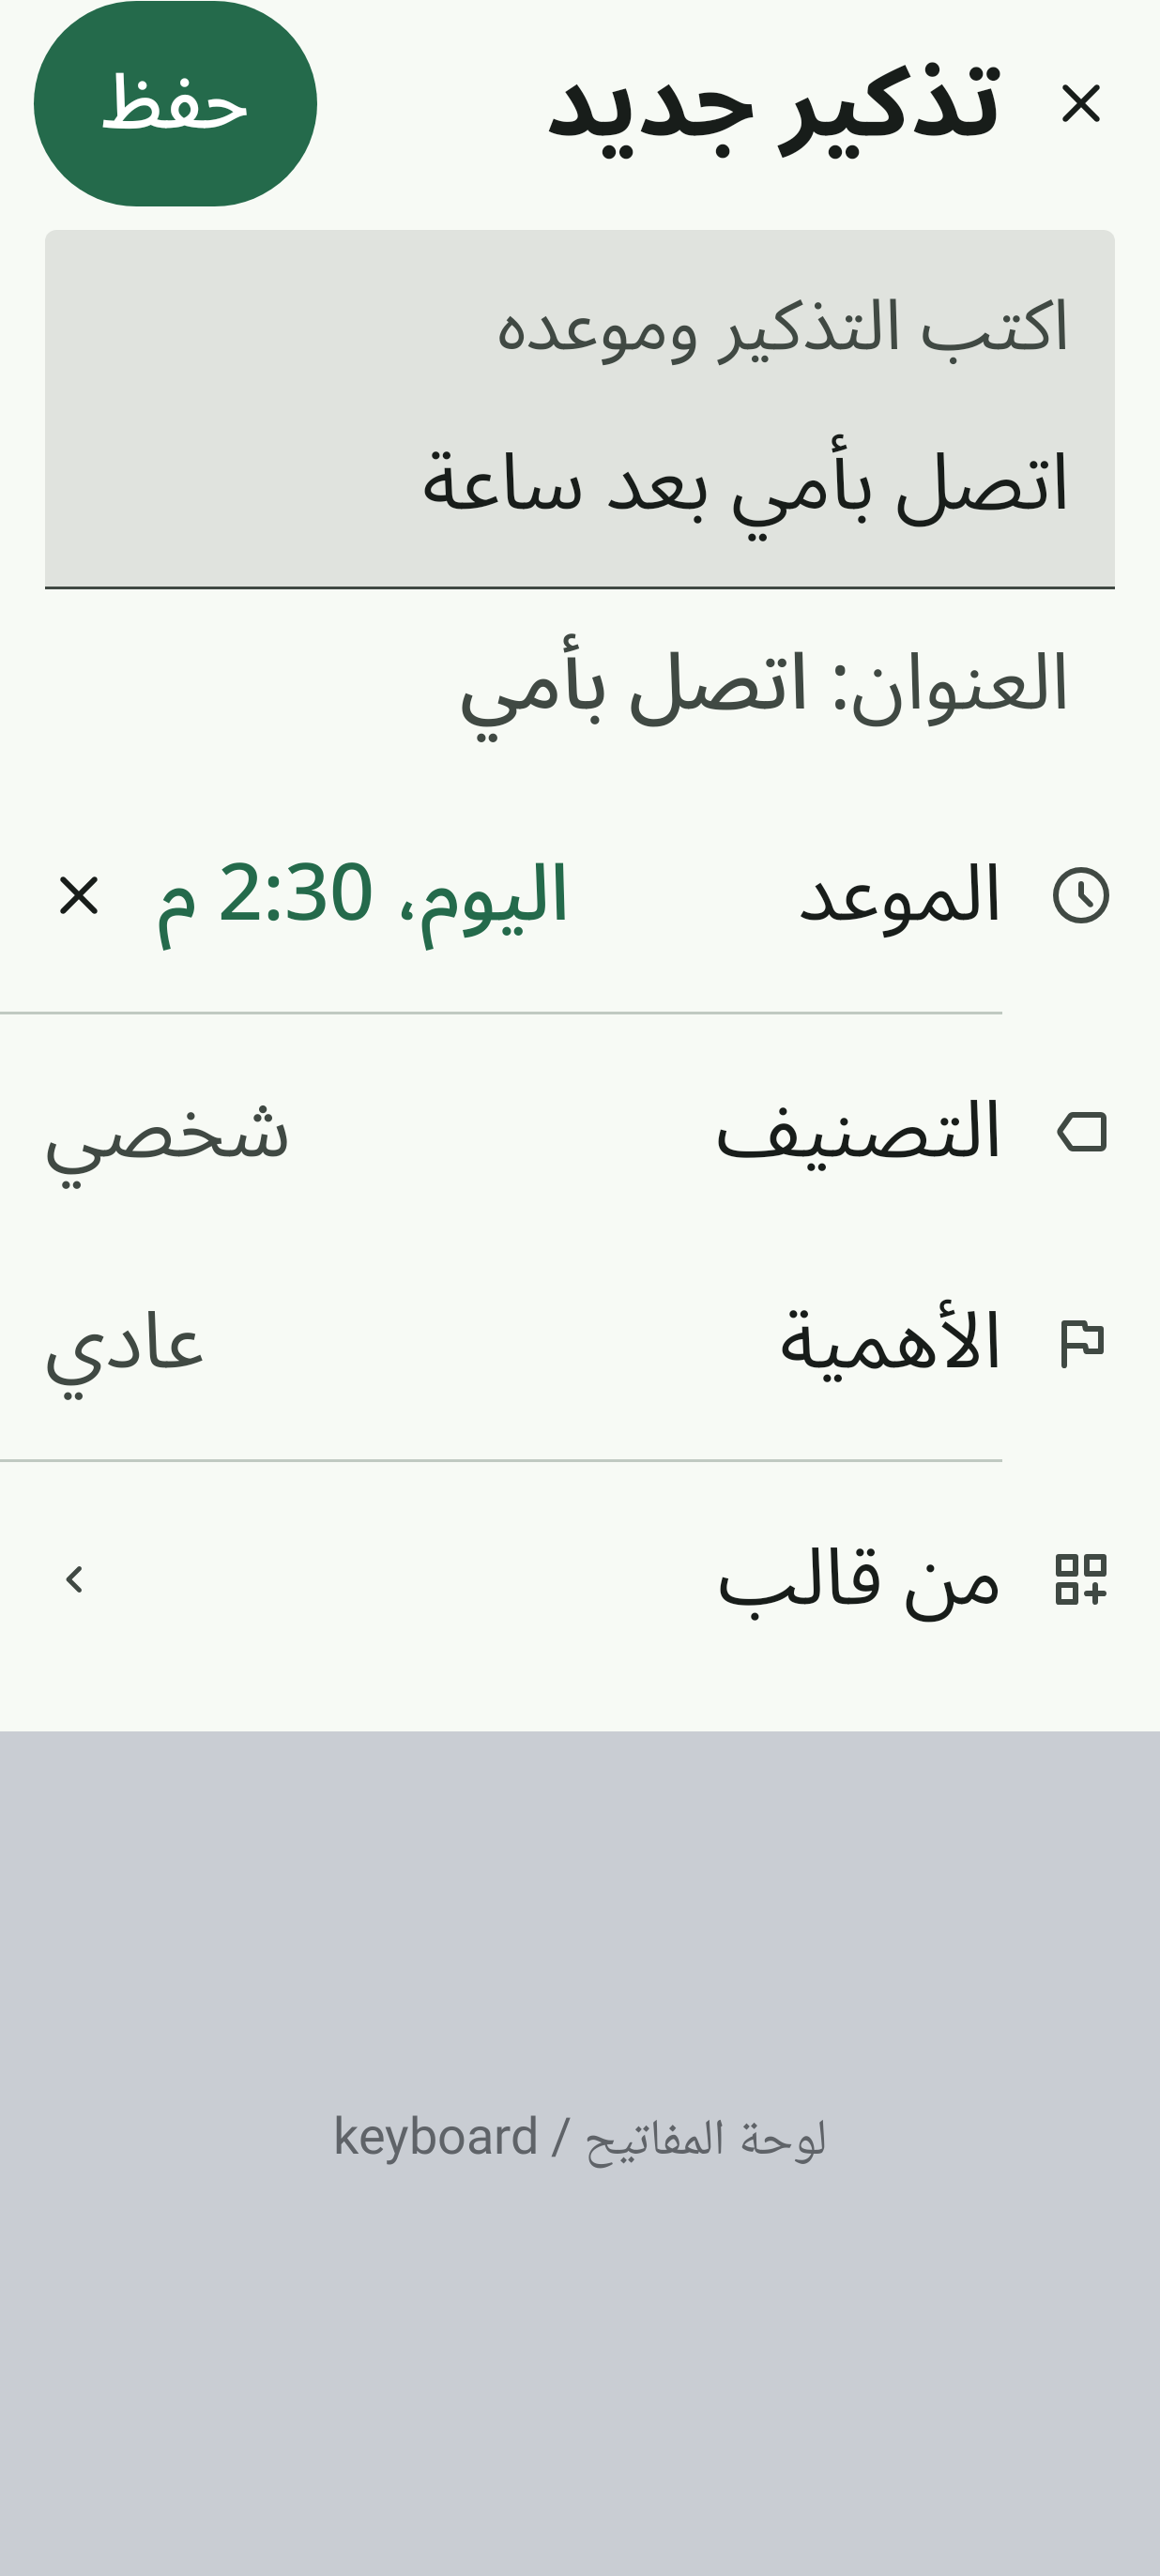 تذكير جديد
حفظ
اكتب التذكير وموعده
اتصل بأمي بعد ساعة
العنوان: اتصل بأمي
الموعد
اليوم، 2:30 م
التصنيف
شخصي
الأهمية
عادي
من قالب
لوحة المفاتيح / keyboard